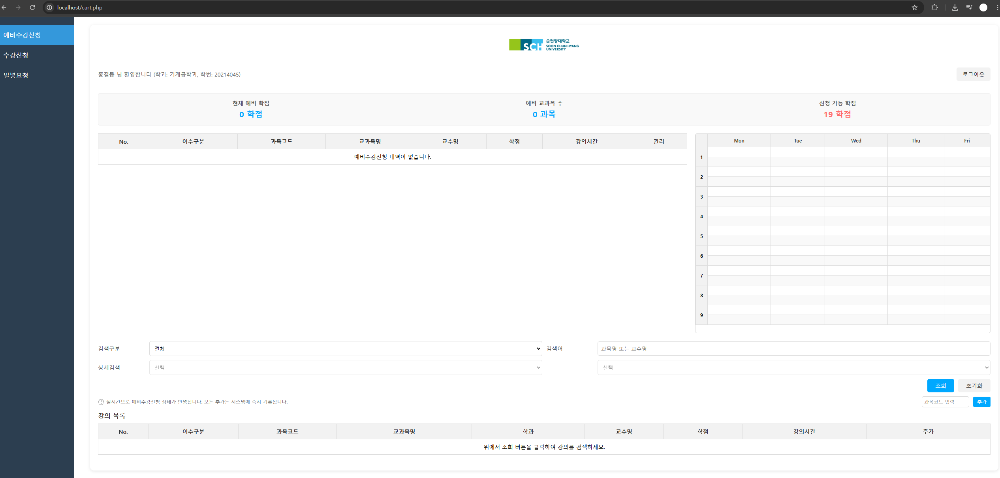 localhost/cart.php
예비수강신청
수강신청
빌넣요청
SCH 순천향대학교
SOON CHUN HYANG
UNIVERSITY
홍길동 님 환영합니다 (학과: 기계공학과, 학번: 20214045)
로그아웃
현재 예비 학점
0 학점
예비 교과목 수
0 과목
신청 가능 학점
19 학점
No. 이수구분 과목코드 교과목명 교수명 학점 강의시간 관리
예비수강신청 내역이 없습니다.
Mon Tue Wed Thu Fri
1
2
3
4
5
6
7
8
9
검색구분 전체 검색어 과목명 또는 교수명
상세검색 선택 선택
조회 초기화
실시간으로 예비수강신청 상태가 반영됩니다. 모든 추가는 시스템에 즉시 기록됩니다.
과목코드 입력 추가
강의 목록
No. 이수구분 과목코드 교과목명 학과 교수명 학점 강의시간 추가
위에서 조회 버튼을 클릭하여 강의를 검색하세요.